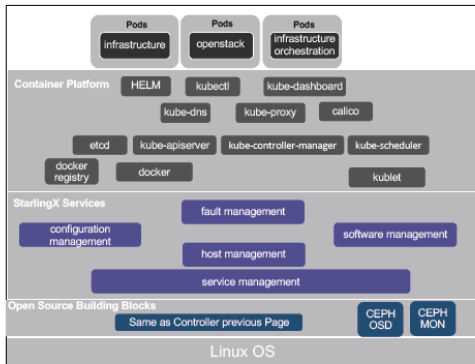 Pods
Pods
Pods
infrastructure
openstack
infrastructure
orchestration
Container Platform
HELM
kubectl
kube-dashboard
kube-dns
kube-proxy
calico
etcd
kube-apiserver
kube-controller-manager
kube-scheduler
docker
registry
docker
kublet
StarlingX Services
fault management
configuration
management
software management
host management
service management
Open Source Building Blocks
Same as Controller previous Page
CEPH
OSD
CEPH
MON
Linux OS